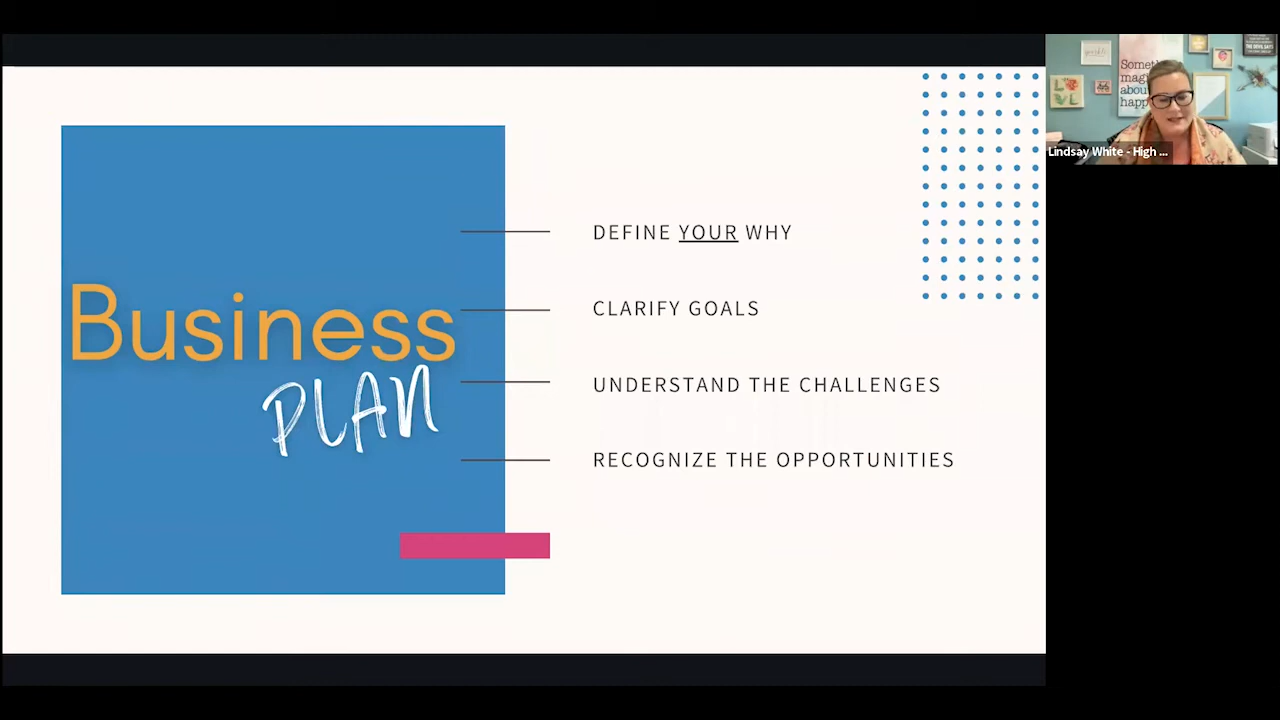 Business
PLAN
DEFINE YOUR WHY
CLARIFY GOALS
UNDERSTAND THE CHALLENGES
RECOGNIZE THE OPPORTUNITIES
Lindsay White - High ...